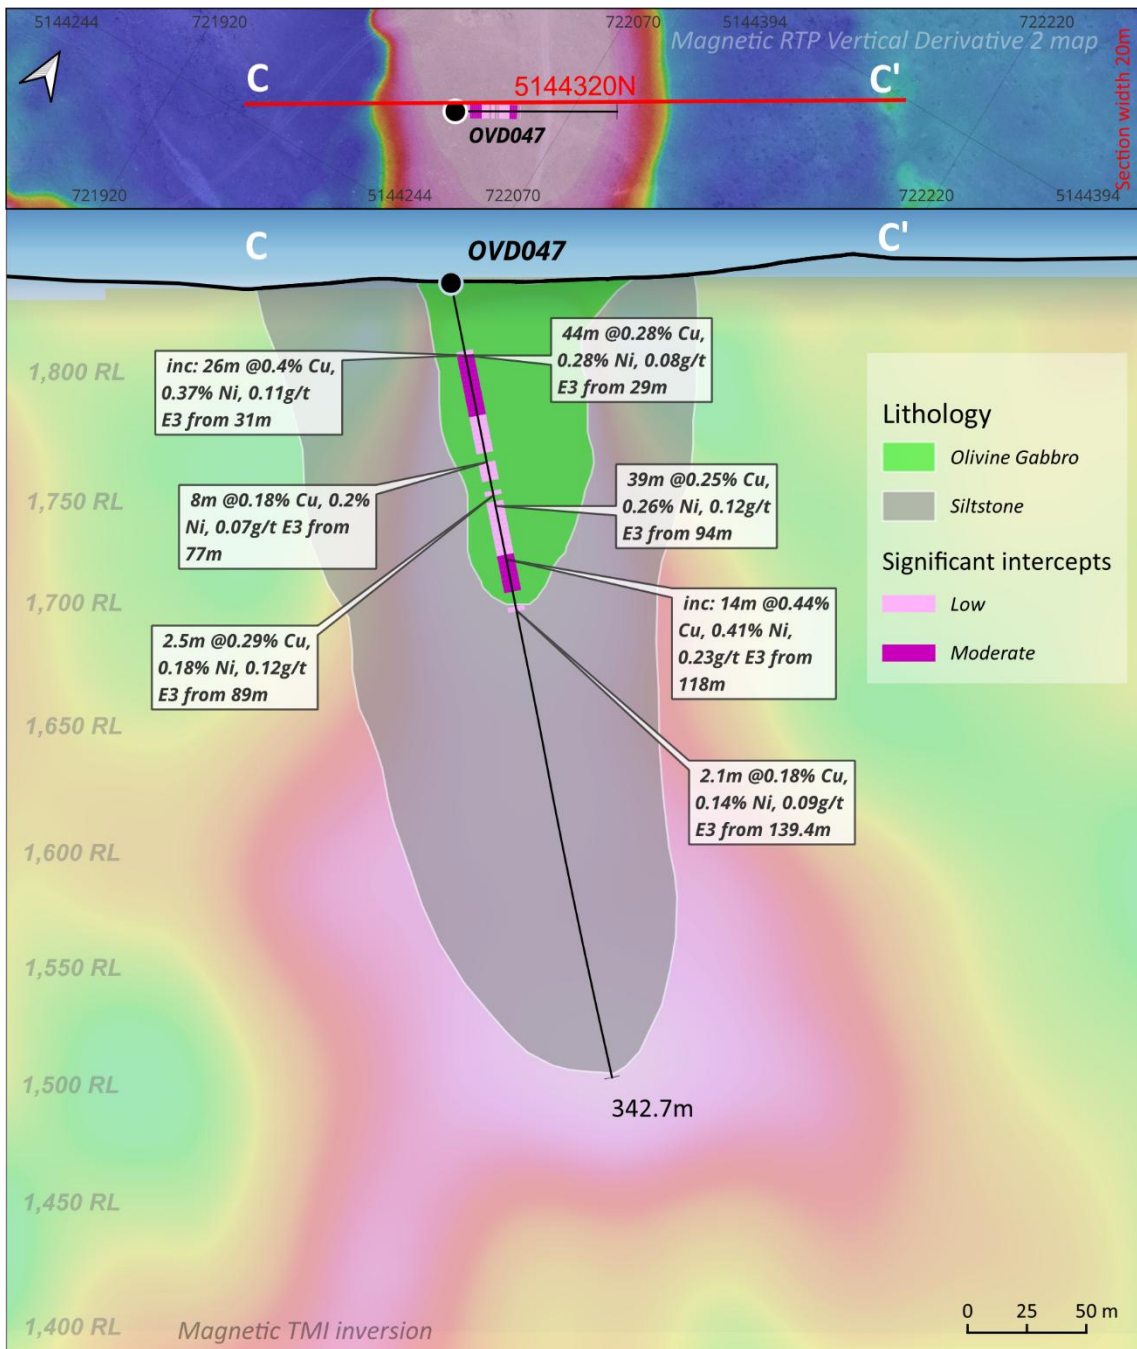 5144244
721920
722070
5144394
722220
Magnetic RTP Vertical Derivative 2 map
C
C'
5144320N
OVD047
Section width 20m
721920
5144244
722070
722220
5144394
C
OVD047
C'
1,800 RL
inc: 26m @0.4% Cu,
0.37% Ni, 0.11g/t
E3 from 31m
44m @0.28% Cu,
0.28% Ni, 0.08g/t
E3 from 29m
Lithology
Olivine Gabbro
Siltstone
Significant intercepts
Low
Moderate
1,750 RL
8m @0.18% Cu, 0.2%
Ni, 0.07g/t E3 from
77m
39m @0.25% Cu,
0.26% Ni, 0.12g/t
E3 from 94m
1,700 RL
2.5m @0.29% Cu,
0.18% Ni, 0.12g/t
E3 from 89m
inc: 14m @0.44%
Cu, 0.41% Ni,
0.23g/t E3 from
118m
1,650 RL
2.1m @0.18% Cu,
0.14% Ni, 0.09g/t
E3 from 139.4m
1,600 RL
1,550 RL
1,500 RL
342.7m
1,450 RL
1,400 RL
Magnetic TMI inversion
0 25 50 m